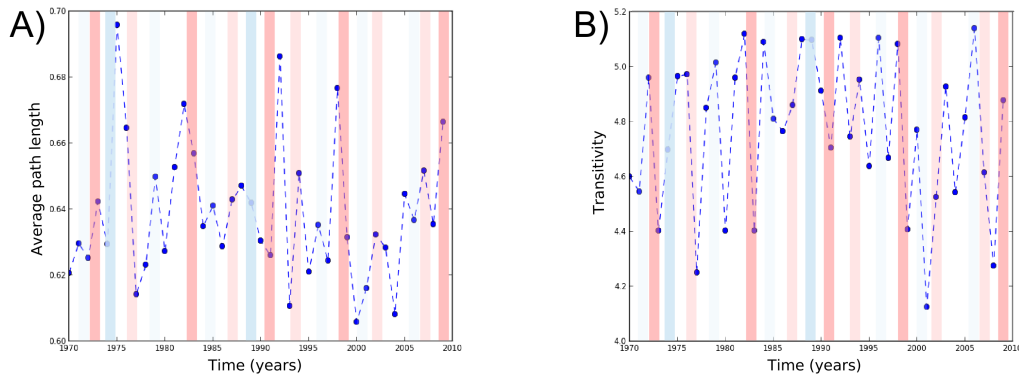 A)
0.70
0.68
0.66
0.64
0.62
0.60
Average path length
1970 1975 1980 1985 1990 1995 2000 2005 2010
Time (years)
B)
5.2
5.0
4.8
4.6
4.4
4.2
4.0
Transitivity
1970 1975 1980 1985 1990 1995 2000 2005 2010
Time (years)